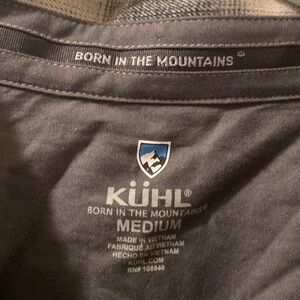 BORN IN THE MOUNTAINS®
KÜHL®
BORN IN THE MOUNTAINS®
MEDIUM
MADE IN VIETNAM
FABRIQUÉ AU VIETNAM
HECHO EN VIETNAM
KUHL.COM
RN# 108846